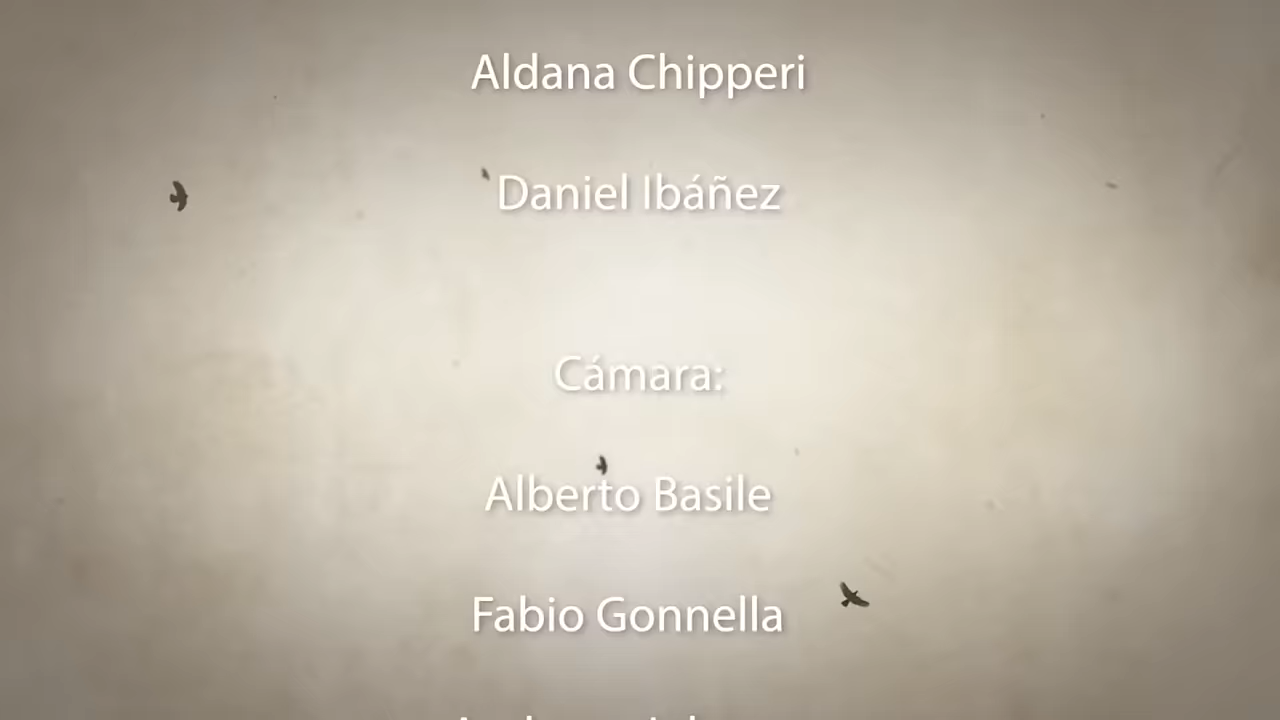 Aldana Chipperi
Daniel Ibáñez
Cámara:
Alberto Basile
Fabio Gonnella